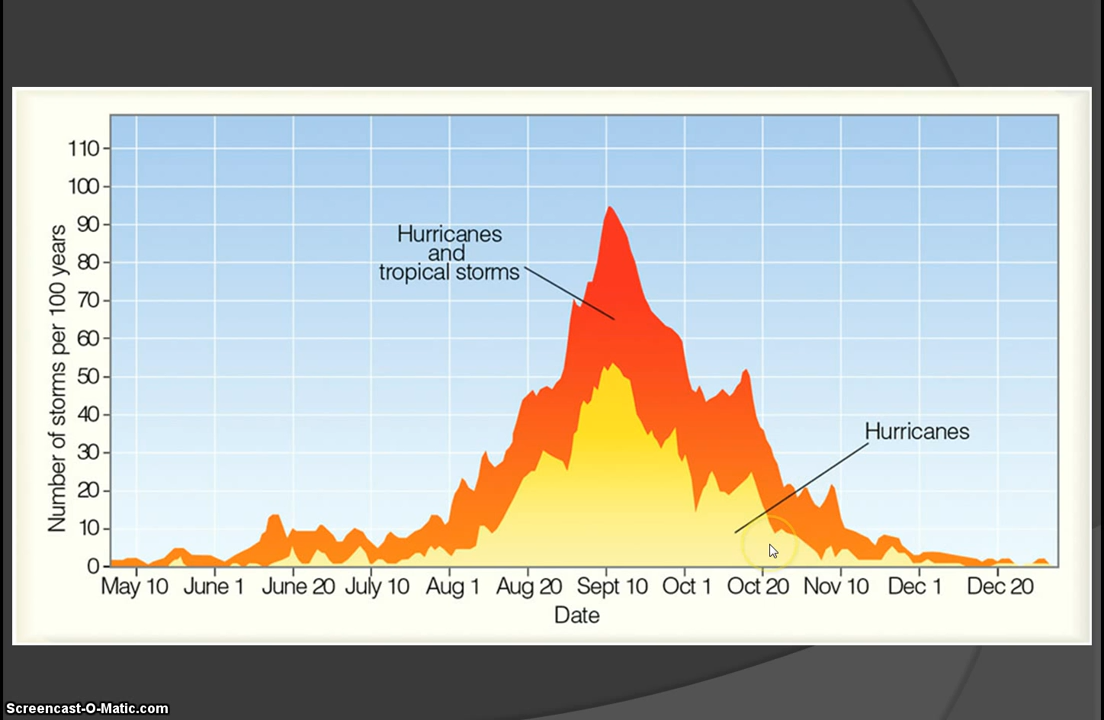 110
100
90
80
70
60
50
40
30
20
10
0
Number of storms per 100 years
Hurricanes
and
tropical storms
Hurricanes
May 10 June 1 June 20 July 10 Aug 1 Aug 20 Sept 10 Oct 1 Oct 20 Nov 10 Dec 1 Dec 20
Date
Screencast-O-Matic.com